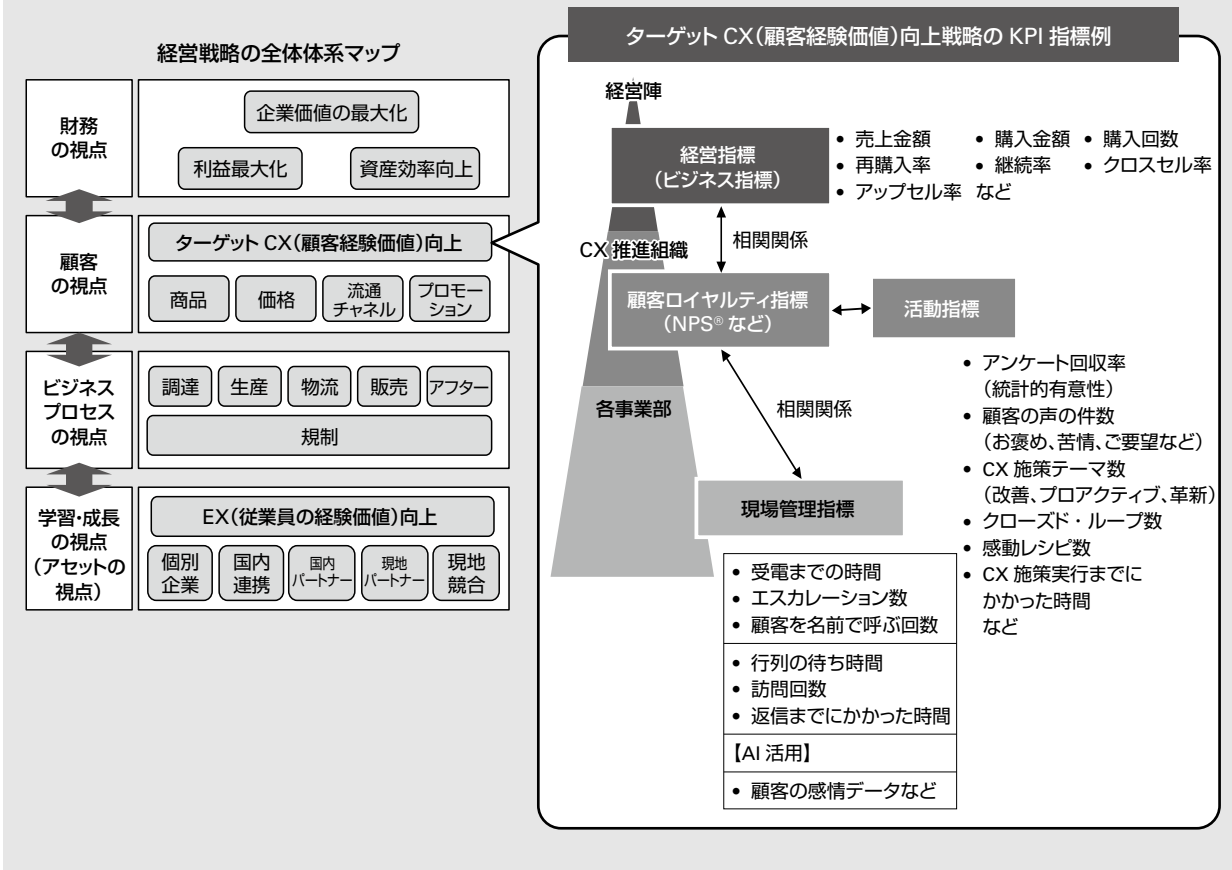 経営戦略の全体体系マップ
財務
の視点
企業価値の最大化
利益最大化
資産効率向上
顧客
の視点
ターゲット CX(顧客経験価値)向上
商品
価格
流通
チャネル
プロモー
ション
ビジネス
プロセス
の視点
調達
生産
物流
販売
アフター
規制
学習・成長
の視点
(アセットの
視点)
EX(従業員の経験価値)向上
個別
企業
国内
連携
国内
パートナー
現地
パートナー
現地
競合
ターゲット CX(顧客経験価値)向上戦略の KPI 指標例
経営陣
経営指標
(ビジネス指標)
• 売上金額 • 購入金額 • 購入回数
• 再購入率 • 継続率 • クロスセル率
• アップセル率 など
相関関係
CX 推進組織
顧客ロイヤルティ指標
(NPS® など)
活動指標
• アンケート回収率
(統計的有意性)
• 顧客の声の件数
(お褒め、苦情、ご要望など)
• CX 施策テーマ数
(改善、プロアクティブ、革新)
• クローズド・ループ数
• 感動レシピ数
• CX 施策実行までに
かかった時間
など
各事業部
相関関係
現場管理指標
• 受電までの時間
• エスカレーション数
• 顧客を名前で呼ぶ回数
• 行列の待ち時間
• 訪問回数
• 返信までにかかった時間
【AI 活用】
• 顧客の感情データなど